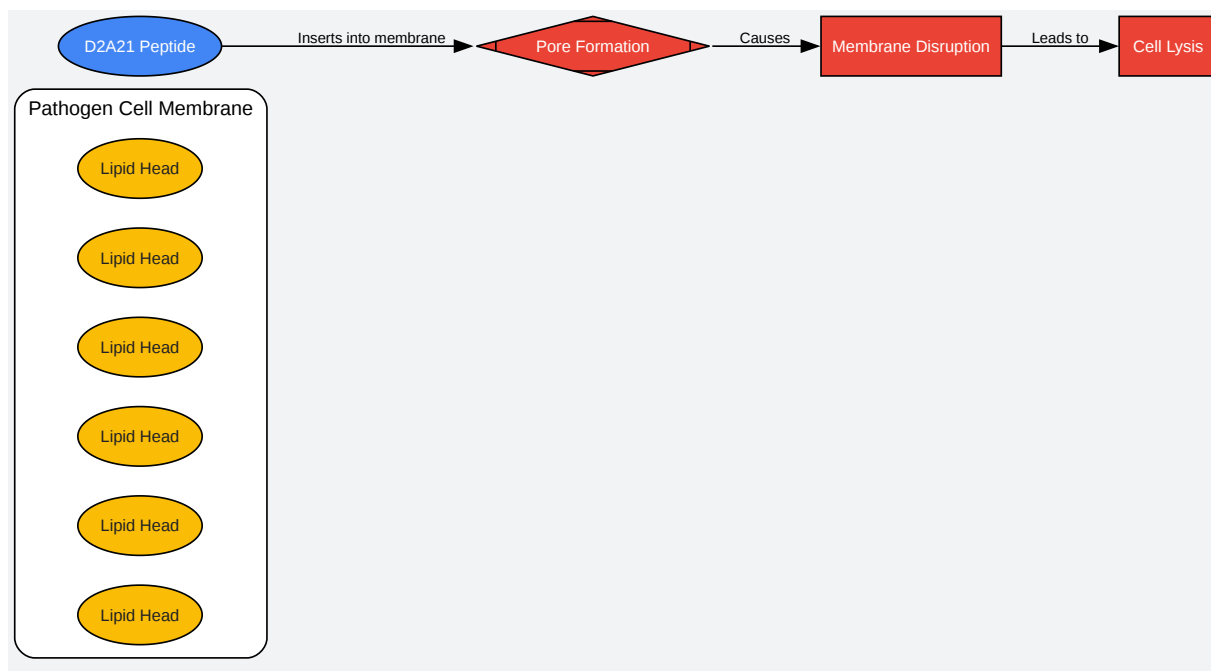 D2A21 Peptide
Inserts into membrane
Pore Formation
Causes
Membrane Disruption
Leads to
Cell Lysis
Pathogen Cell Membrane
Lipid Head
Lipid Head
Lipid Head
Lipid Head
Lipid Head
Lipid Head